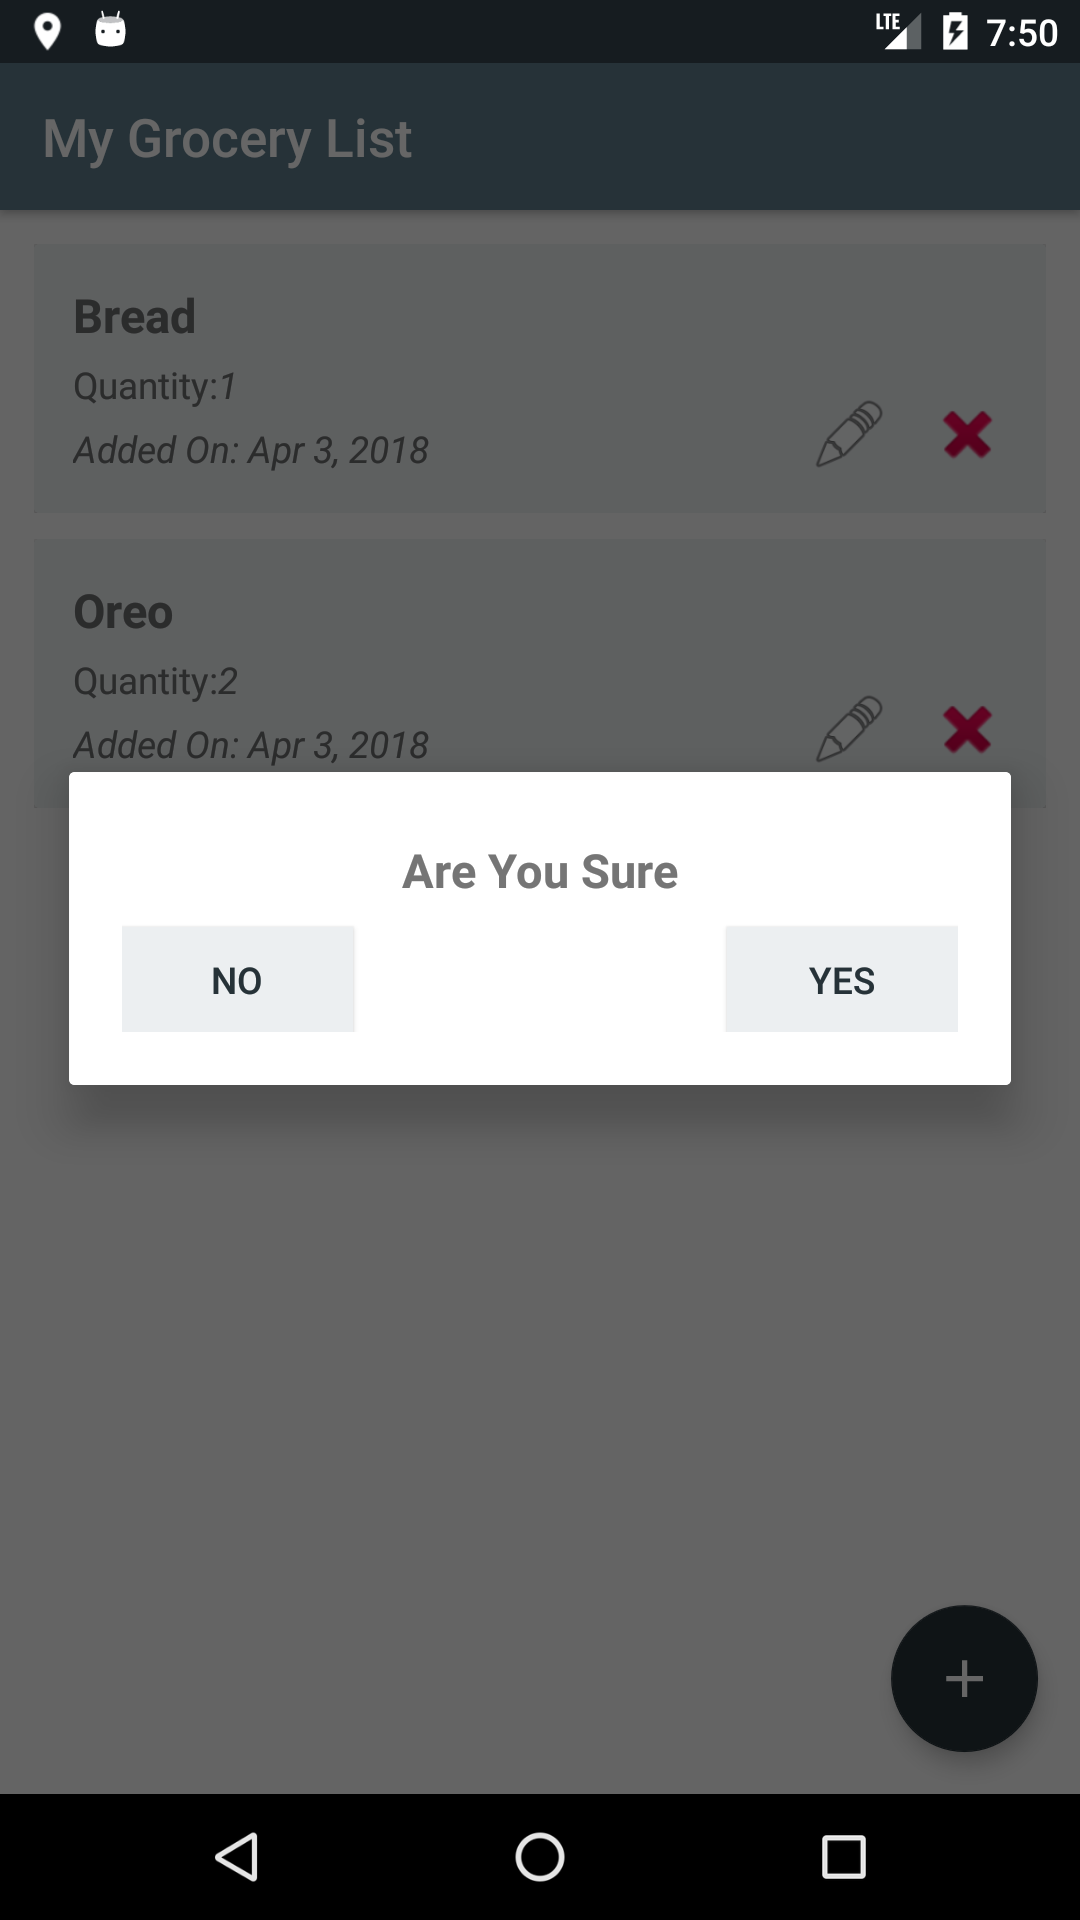 LTE 7:50
My Grocery List
Bread
Quantity:1
Added On: Apr 3, 2018
Oreo
Quantity:2
Added On: Apr 3, 2018
Are You Sure
NO YES